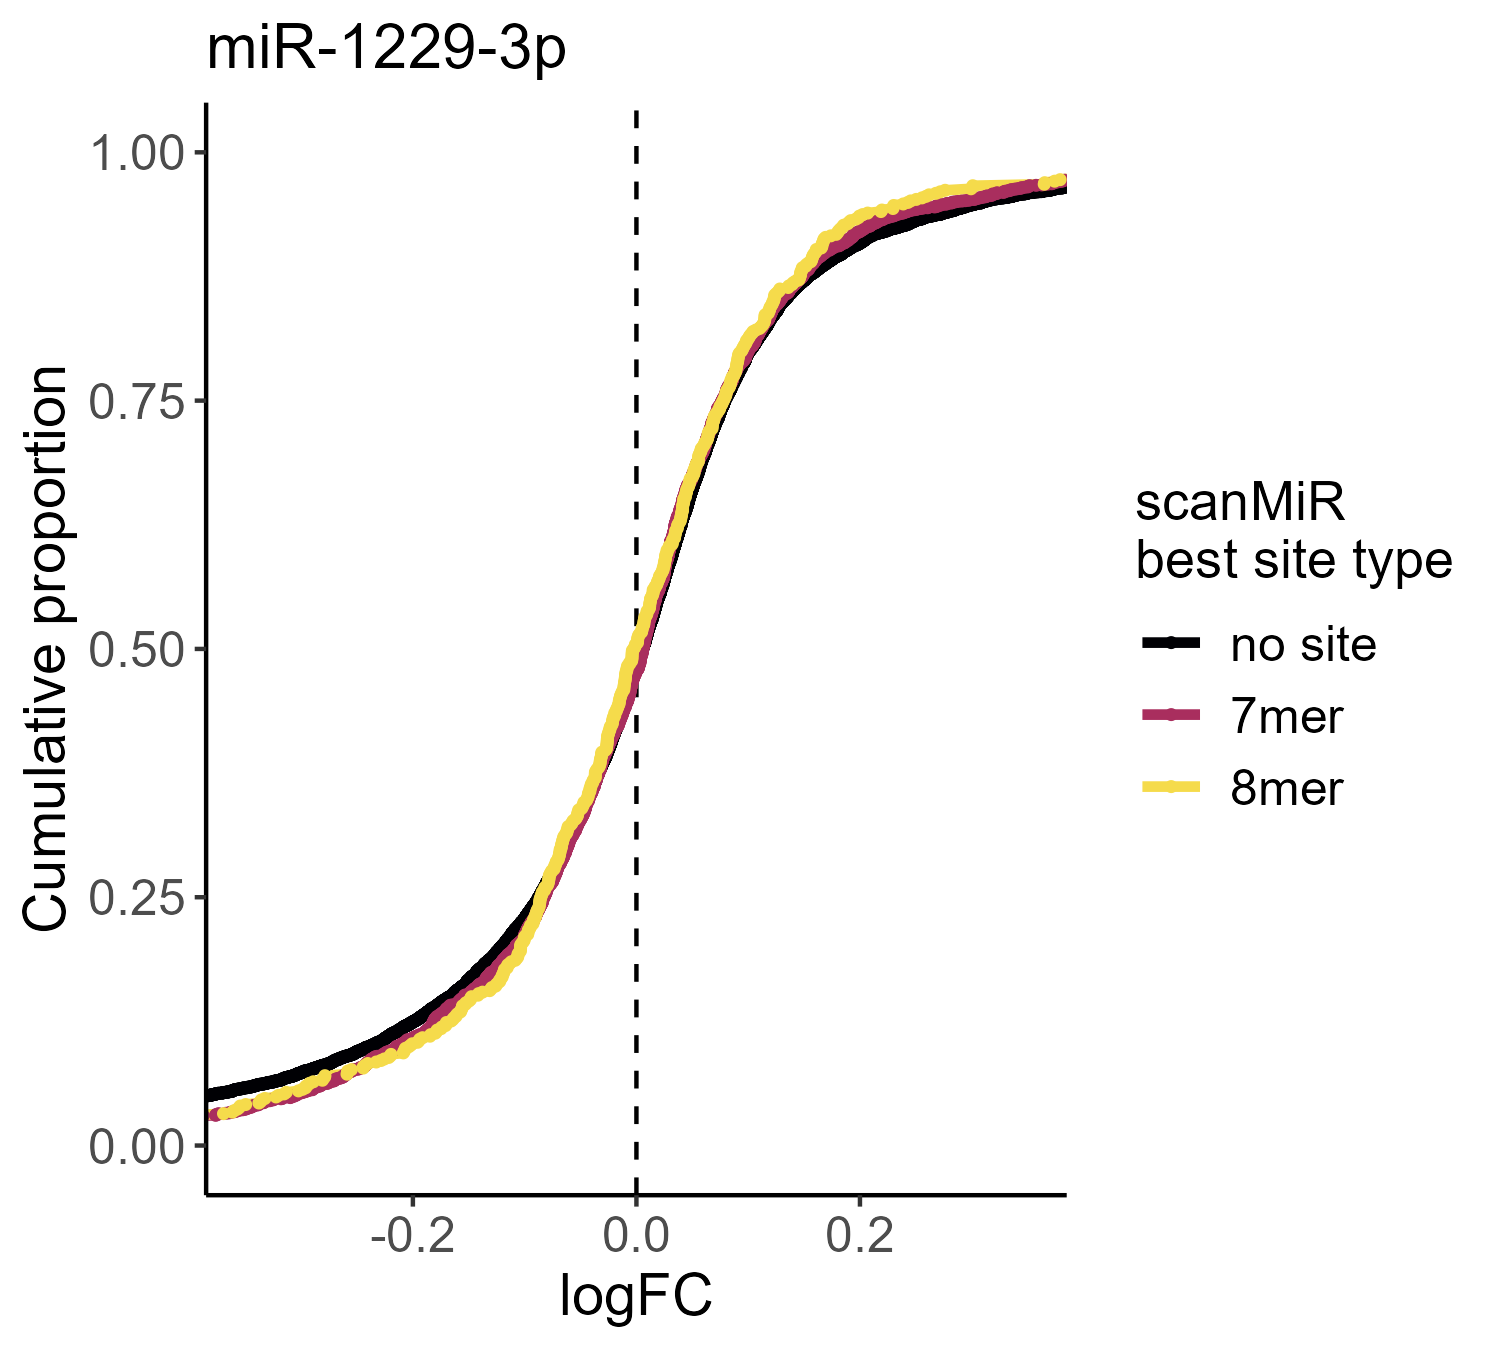 miR-1229-3p
1.00
0.75
0.50
0.25
0.00
Cumulative proportion
-0.2
0.0
0.2
logFC
scanMiR
best site type
no site
7mer
8mer